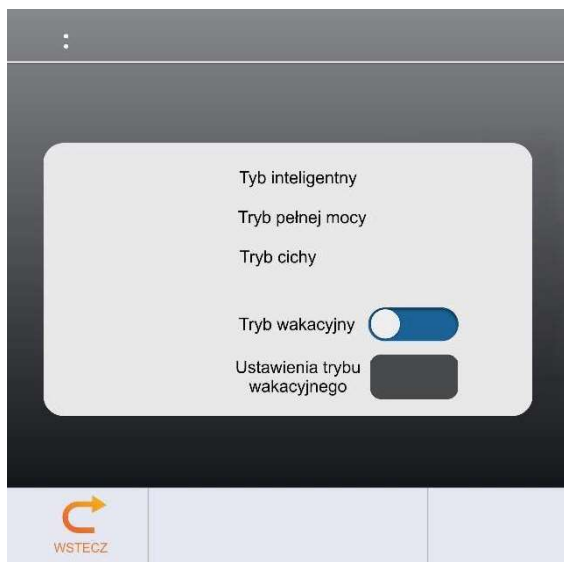 :
Tyb inteligentny
Tryb pełnej mocy
Tryb cichy
Tryb wakacyjny
Ustawienia trybu
wakacyjnego
WSTECZ